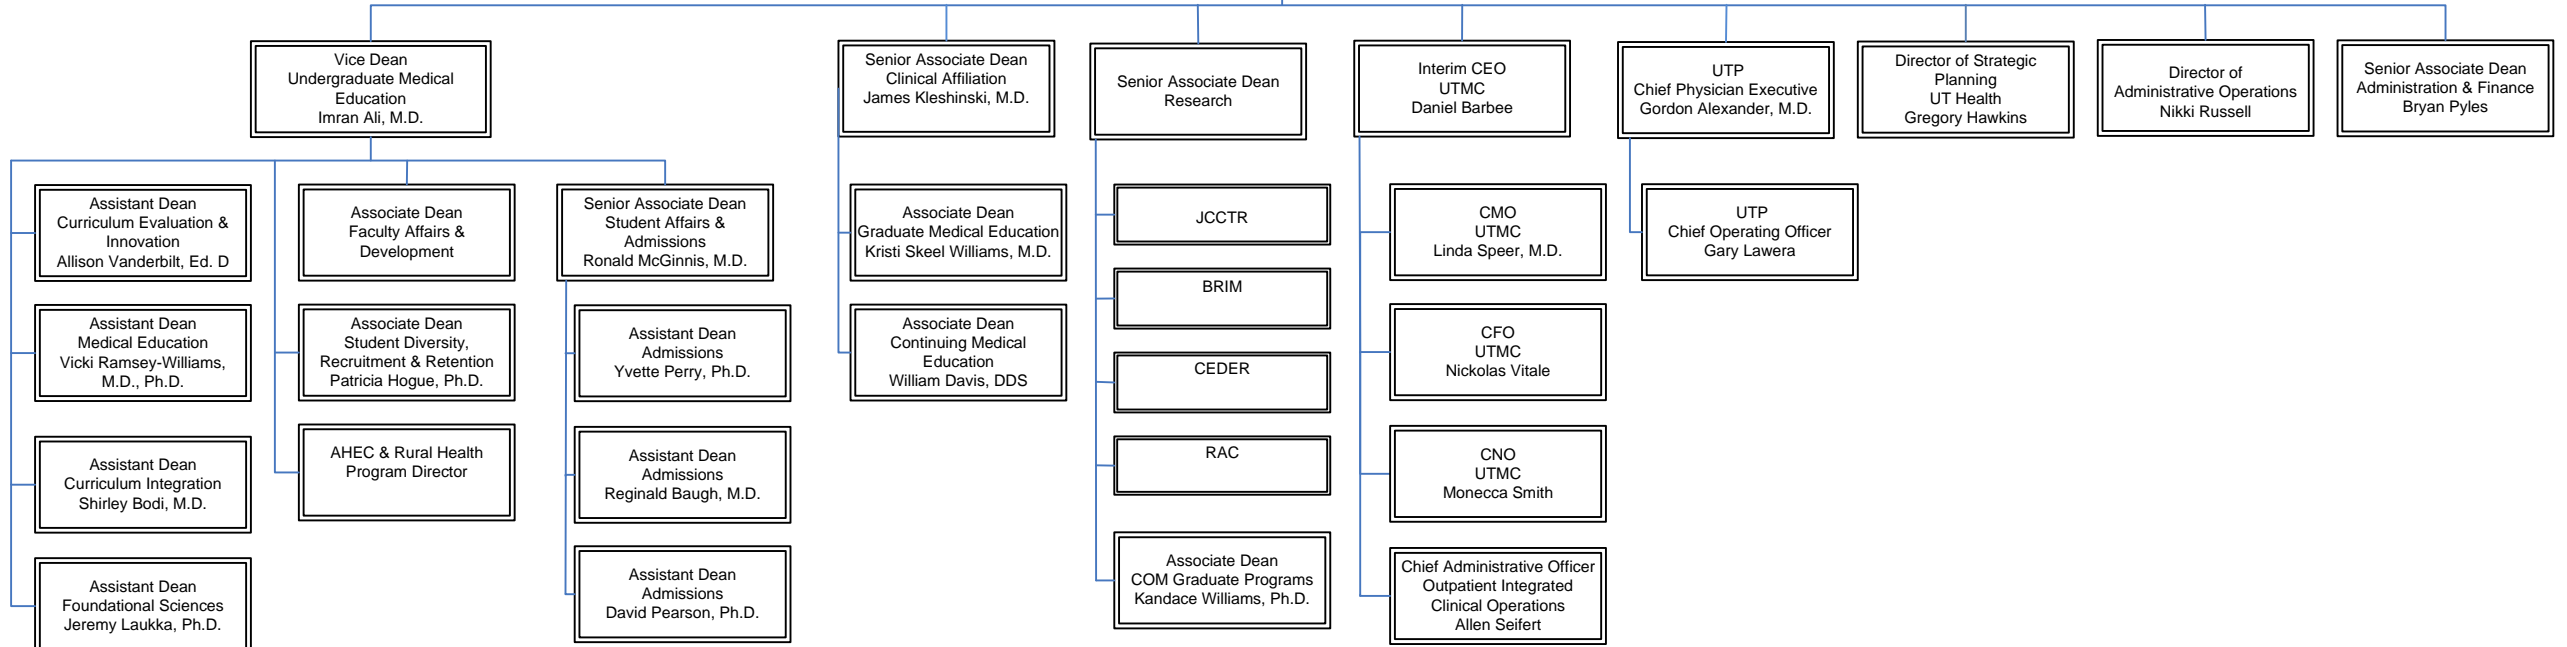 Vice Dean
Undergraduate Medical
Education
Imran Ali, M.D.
Senior Associate Dean
Clinical Affiliation
James Kleshinski, M.D.
Senior Associate Dean
Research
Interim CEO
UTMC
Daniel Barbee
UTP
Chief Physician Executive
Gordon Alexander, M.D.
Director of Strategic
Planning
UT Health
Gregory Hawkins
Director of
Administrative Operations
Nikki Russell
Senior Associate Dean
Administration & Finance
Bryan Pyles
Assistant Dean
Curriculum Evaluation &
Innovation
Allison Vanderbilt, Ed. D
Associate Dean
Faculty Affairs &
Development
Senior Associate Dean
Student Affairs &
Admissions
Ronald McGinnis, M.D.
Associate Dean
Graduate Medical Education
Kristi Skeel Williams, M.D.
JCCTR
CMO
UTMC
Linda Speer, M.D.
UTP
Chief Operating Officer
Gary Lawera
BRIM
Assistant Dean
Medical Education
Vicki Ramsey-Williams,
M.D., Ph.D.
Associate Dean
Student Diversity,
Recruitment & Retention
Patricia Hogue, Ph.D.
Assistant Dean
Admissions
Yvette Perry, Ph.D.
Associate Dean
Continuing Medical
Education
William Davis, DDS
CEDER
CFO
UTMC
Nickolas Vitale
Assistant Dean
Curriculum Integration
Shirley Bodi, M.D.
AHEC & Rural Health
Program Director
Assistant Dean
Admissions
Reginald Baugh, M.D.
RAC
CNO
UTMC
Monecca Smith
Assistant Dean
Foundational Sciences
Jeremy Laukka, Ph.D.
Assistant Dean
Admissions
David Pearson, Ph.D.
Associate Dean
COM Graduate Programs
Kandace Williams, Ph.D.
Chief Administrative Officer
Outpatient Integrated
Clinical Operations
Allen Seifert